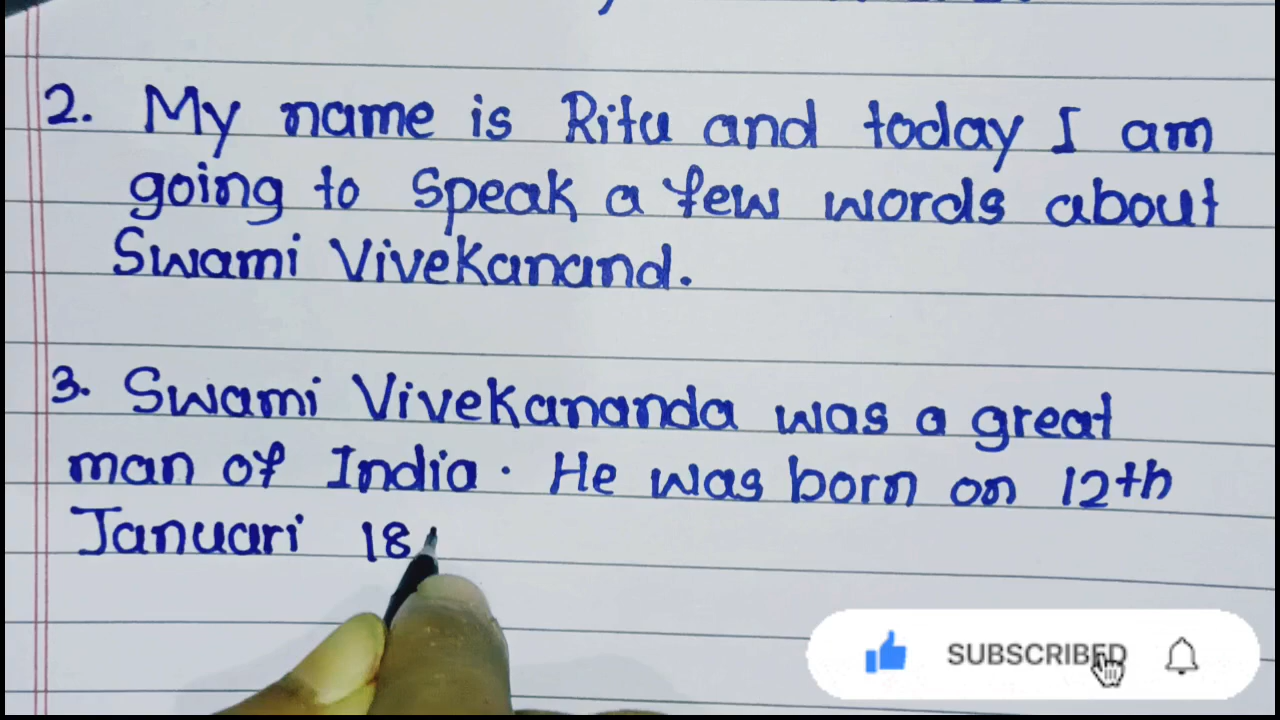 2. My name is Ritu and today I am
going to speak a few words about
Swami Vivekanand.
3. Swami Vivekananda was a great
man of India. He was born on 12th
Januari 18
SUBSCRIBED